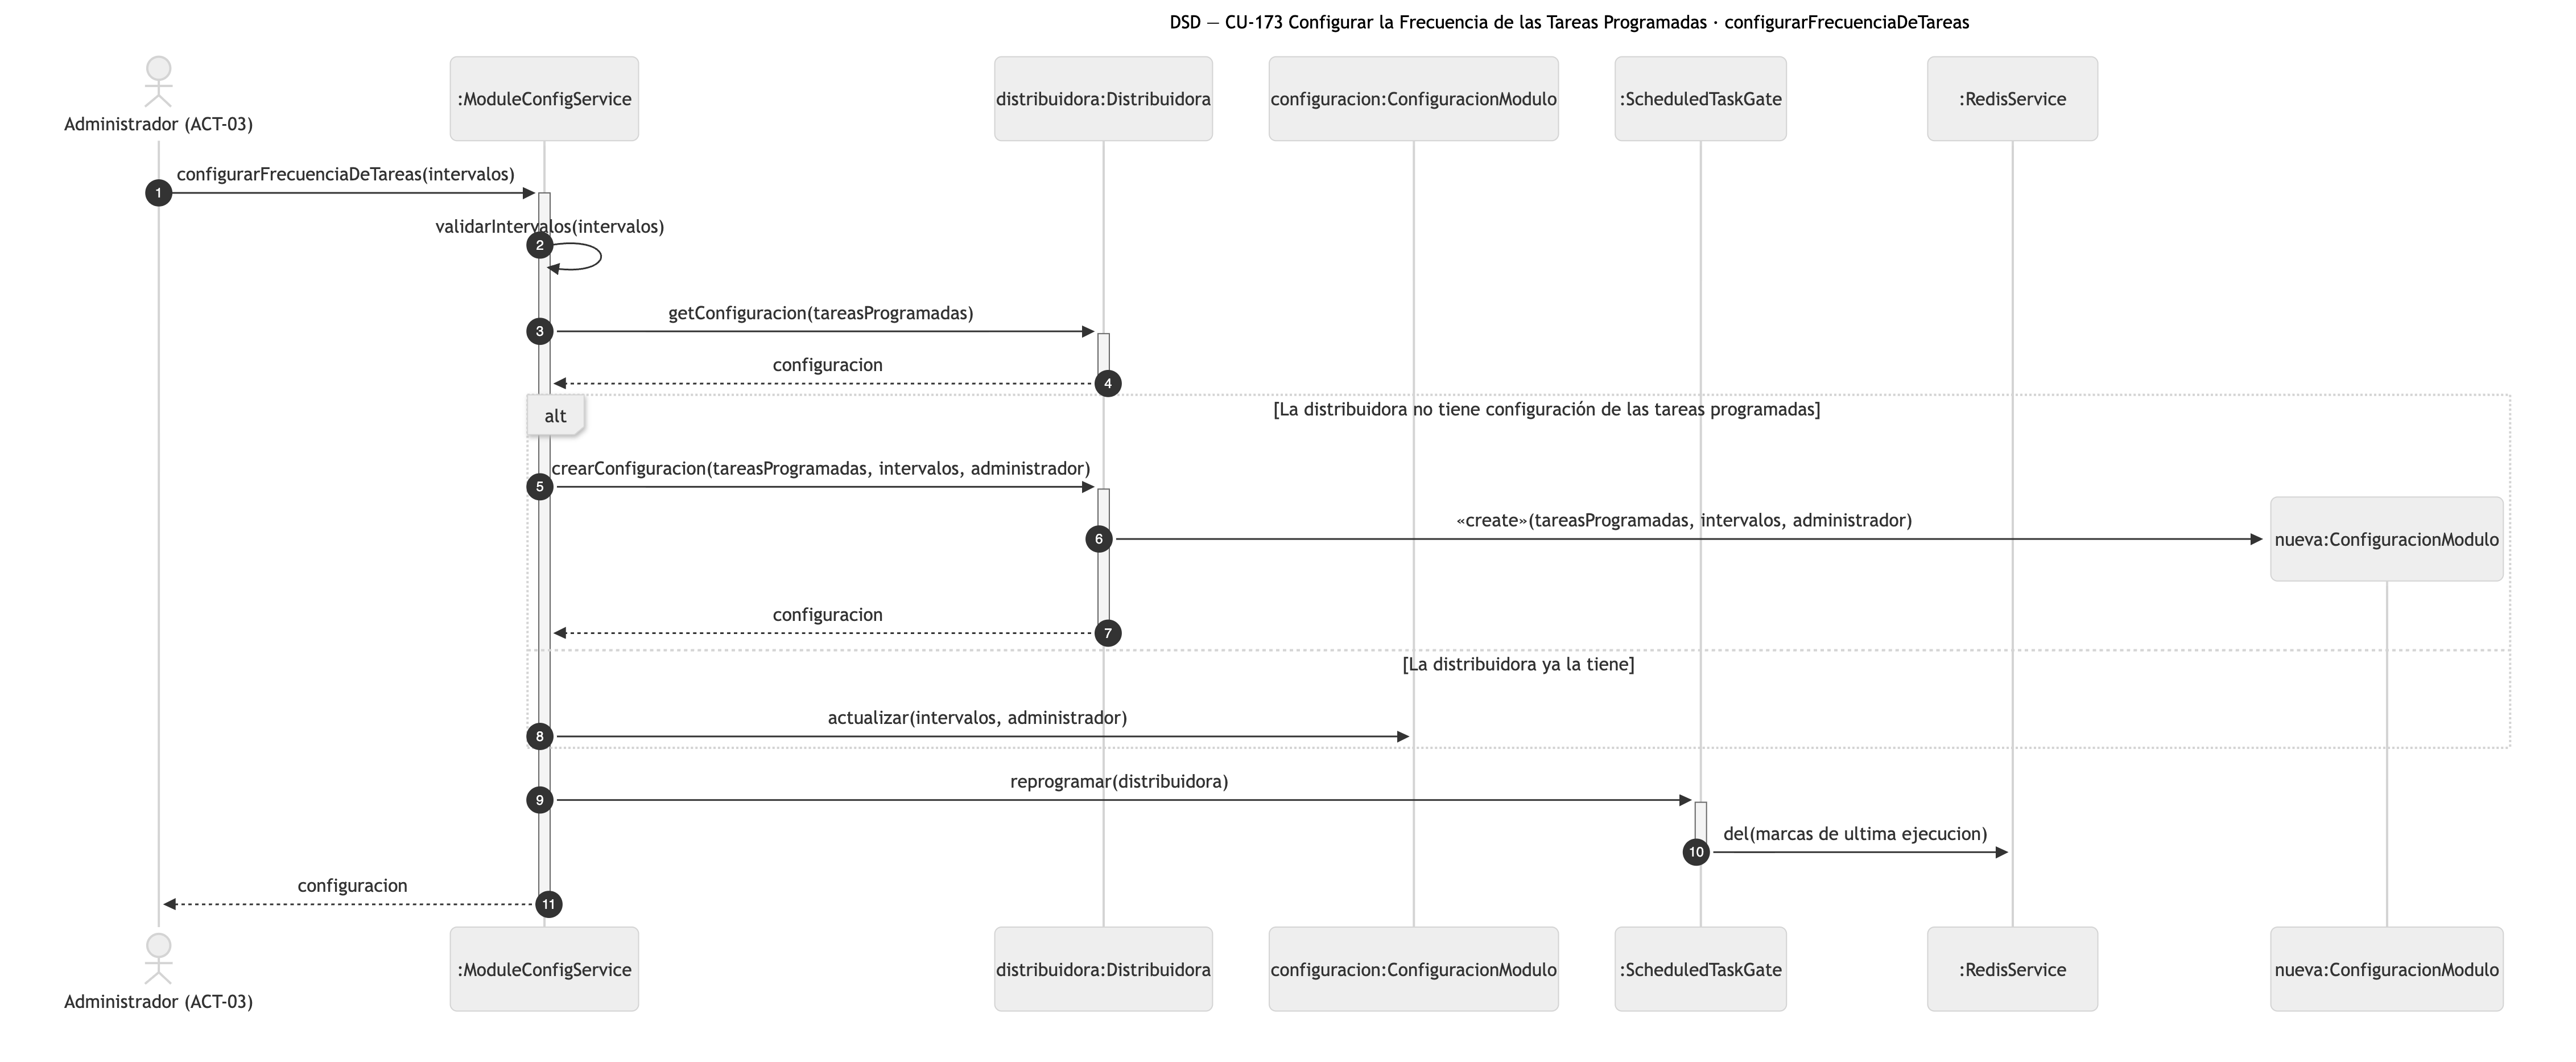 DSD — CU-173 Configurar la Frecuencia de las Tareas Programadas · configurarFrecuenciaDeTareas
Administrador (ACT-03)
:ModuleConfigService
distribuidora:Distribuidora
configuracion:ConfiguracionModulo
:ScheduledTaskGate
:RedisService
1
configurarFrecuenciaDeTareas(intervalos)
validarIntervalos(intervalos)
2
getConfiguracion(tareasProgramadas)
3
configuracion
4
alt
[La distribuidora no tiene configuración de las tareas programadas]
crearConfiguracion(tareasProgramadas, intervalos, administrador)
5
«create»(tareasProgramadas, intervalos, administrador)
6
nueva:ConfiguracionModulo
configuracion
7
[La distribuidora ya la tiene]
actualizar(intervalos, administrador)
8
reprogramar(distribuidora)
9
del(marcas de ultima ejecucion)
10
configuracion
11
Administrador (ACT-03)
:ModuleConfigService
distribuidora:Distribuidora
configuracion:ConfiguracionModulo
:ScheduledTaskGate
:RedisService
nueva:ConfiguracionModulo